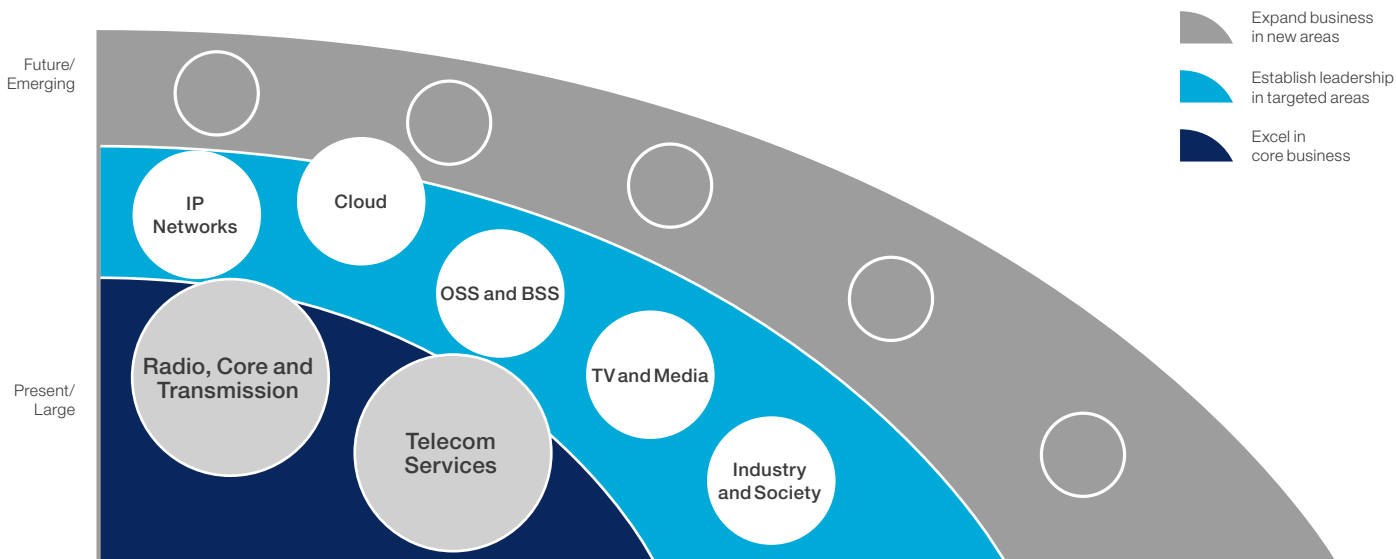 Future/
Emerging
Present/
Large
IP
Networks
Cloud
OSS and BSS
TV and Media
Industry
and Society
Radio, Core and
Transmission
Telecom
Services
Expand business
in new areas
Establish leadership
in targeted areas
Excel in
core business